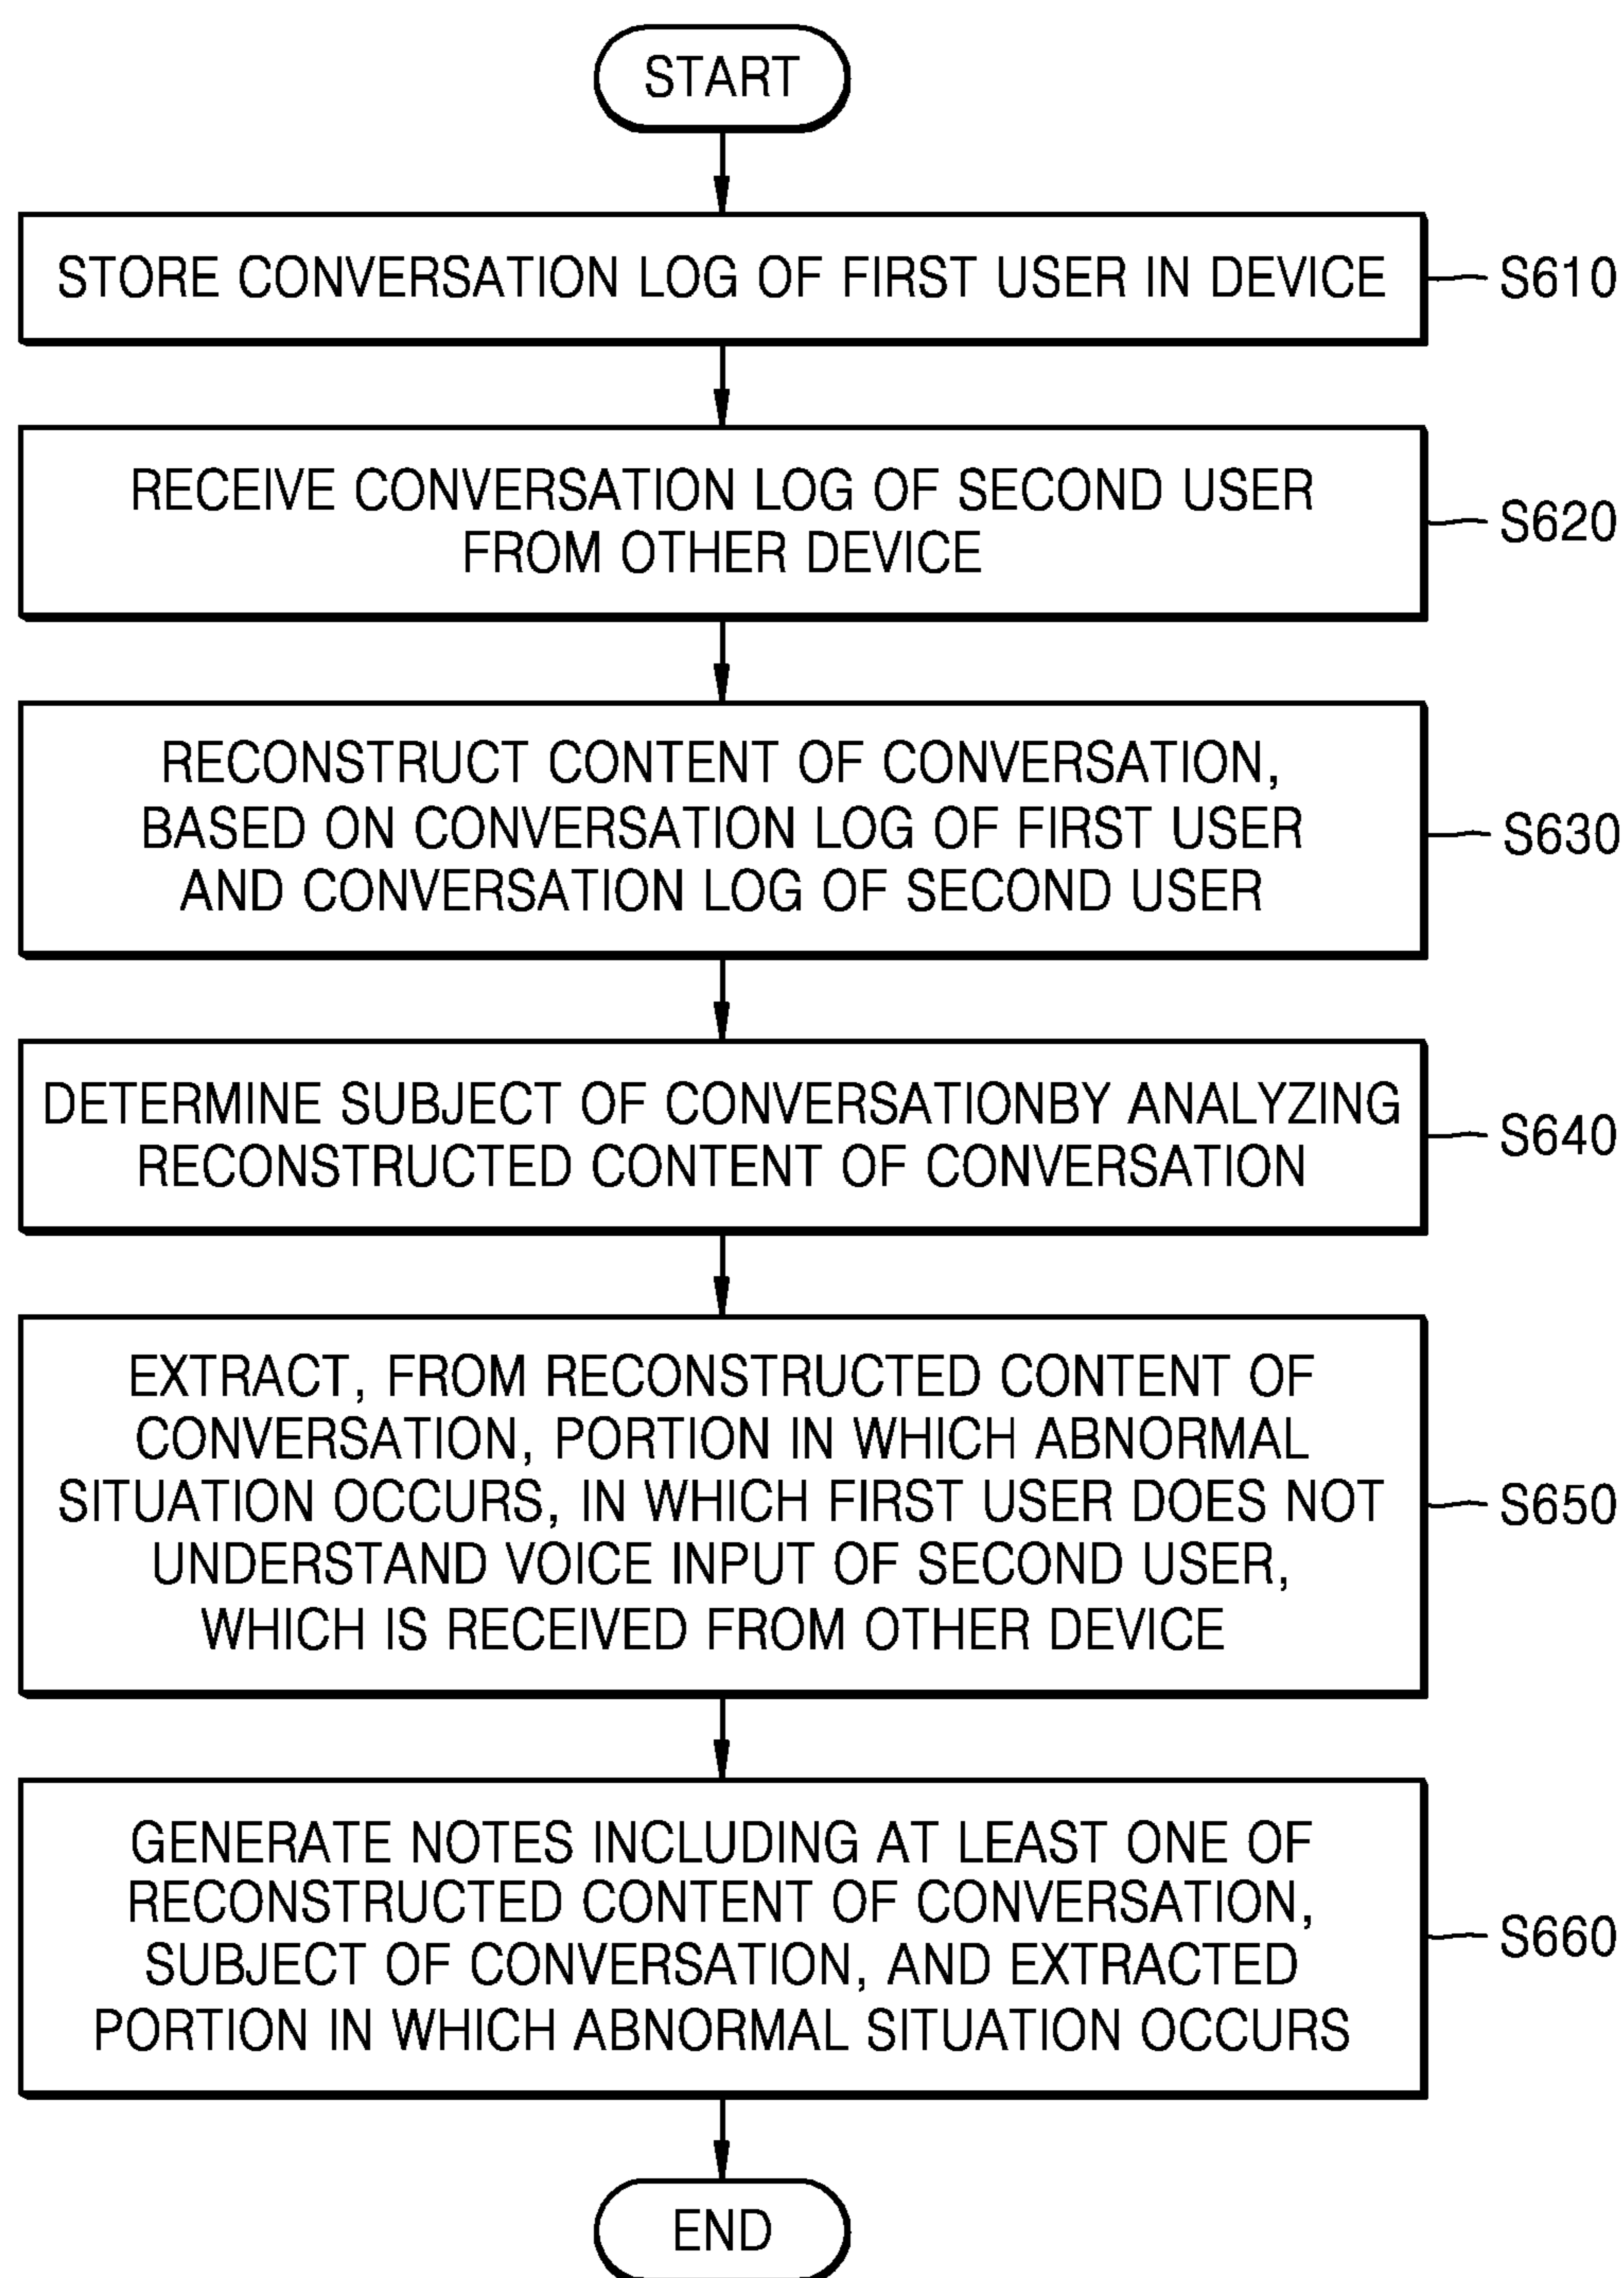 START
STORE CONVERSATION LOG OF FIRST USER IN DEVICE
S610
RECEIVE CONVERSATION LOG OF SECOND USER
FROM OTHER DEVICE
S620
RECONSTRUCT CONTENT OF CONVERSATION,
BASED ON CONVERSATION LOG OF FIRST USER
AND CONVERSATION LOG OF SECOND USER
S630
DETERMINE SUBJECT OF CONVERSATIONBY ANALYZING
RECONSTRUCTED CONTENT OF CONVERSATION
S640
EXTRACT, FROM RECONSTRUCTED CONTENT OF
CONVERSATION, PORTION IN WHICH ABNORMAL
SITUATION OCCURS, IN WHICH FIRST USER DOES NOT
UNDERSTAND VOICE INPUT OF SECOND USER,
WHICH IS RECEIVED FROM OTHER DEVICE
S650
GENERATE NOTES INCLUDING AT LEAST ONE OF
RECONSTRUCTED CONTENT OF CONVERSATION,
SUBJECT OF CONVERSATION, AND EXTRACTED
PORTION IN WHICH ABNORMAL SITUATION OCCURS
S660
END